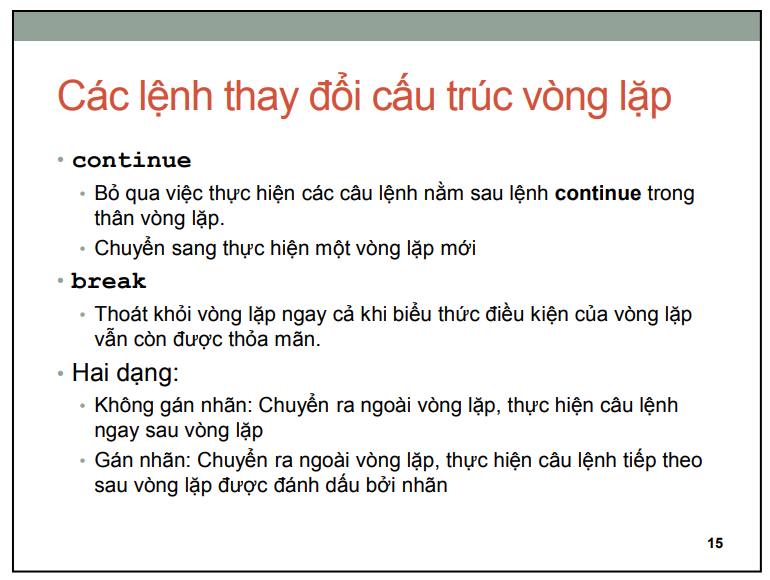 Các lệnh thay đổi cấu trúc vòng lặp
• continue
• Bỏ qua việc thực hiện các câu lệnh nằm sau lệnh continue trong
thân vòng lặp.
• Chuyển sang thực hiện một vòng lặp mới
• break
• Thoát khỏi vòng lặp ngay cả khi biểu thức điều kiện của vòng lặp
vẫn còn được thỏa mãn.
• Hai dạng:
• Không gán nhãn: Chuyển ra ngoài vòng lặp, thực hiện câu lệnh
ngay sau vòng lặp
• Gán nhãn: Chuyển ra ngoài vòng lặp, thực hiện câu lệnh tiếp theo
sau vòng lặp được đánh dấu bởi nhãn
15